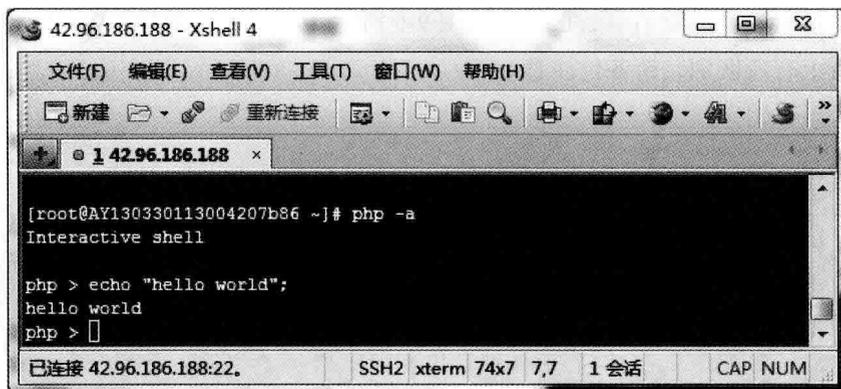 42.96.186.188 - Xshell 4
文件(F) 编辑(E) 查看(V) 工具(T) 窗口(W) 帮助(H)
新建 重新连接
1 42.96.186.188 ×
[root@AY130330113004207b86 ~]# php -a
Interactive shell
php > echo "hello world";
hello world
php >
已连接 42.96.186.188:22。 SSH2 xterm 74x7 7,7 1 会话 CAP NUM